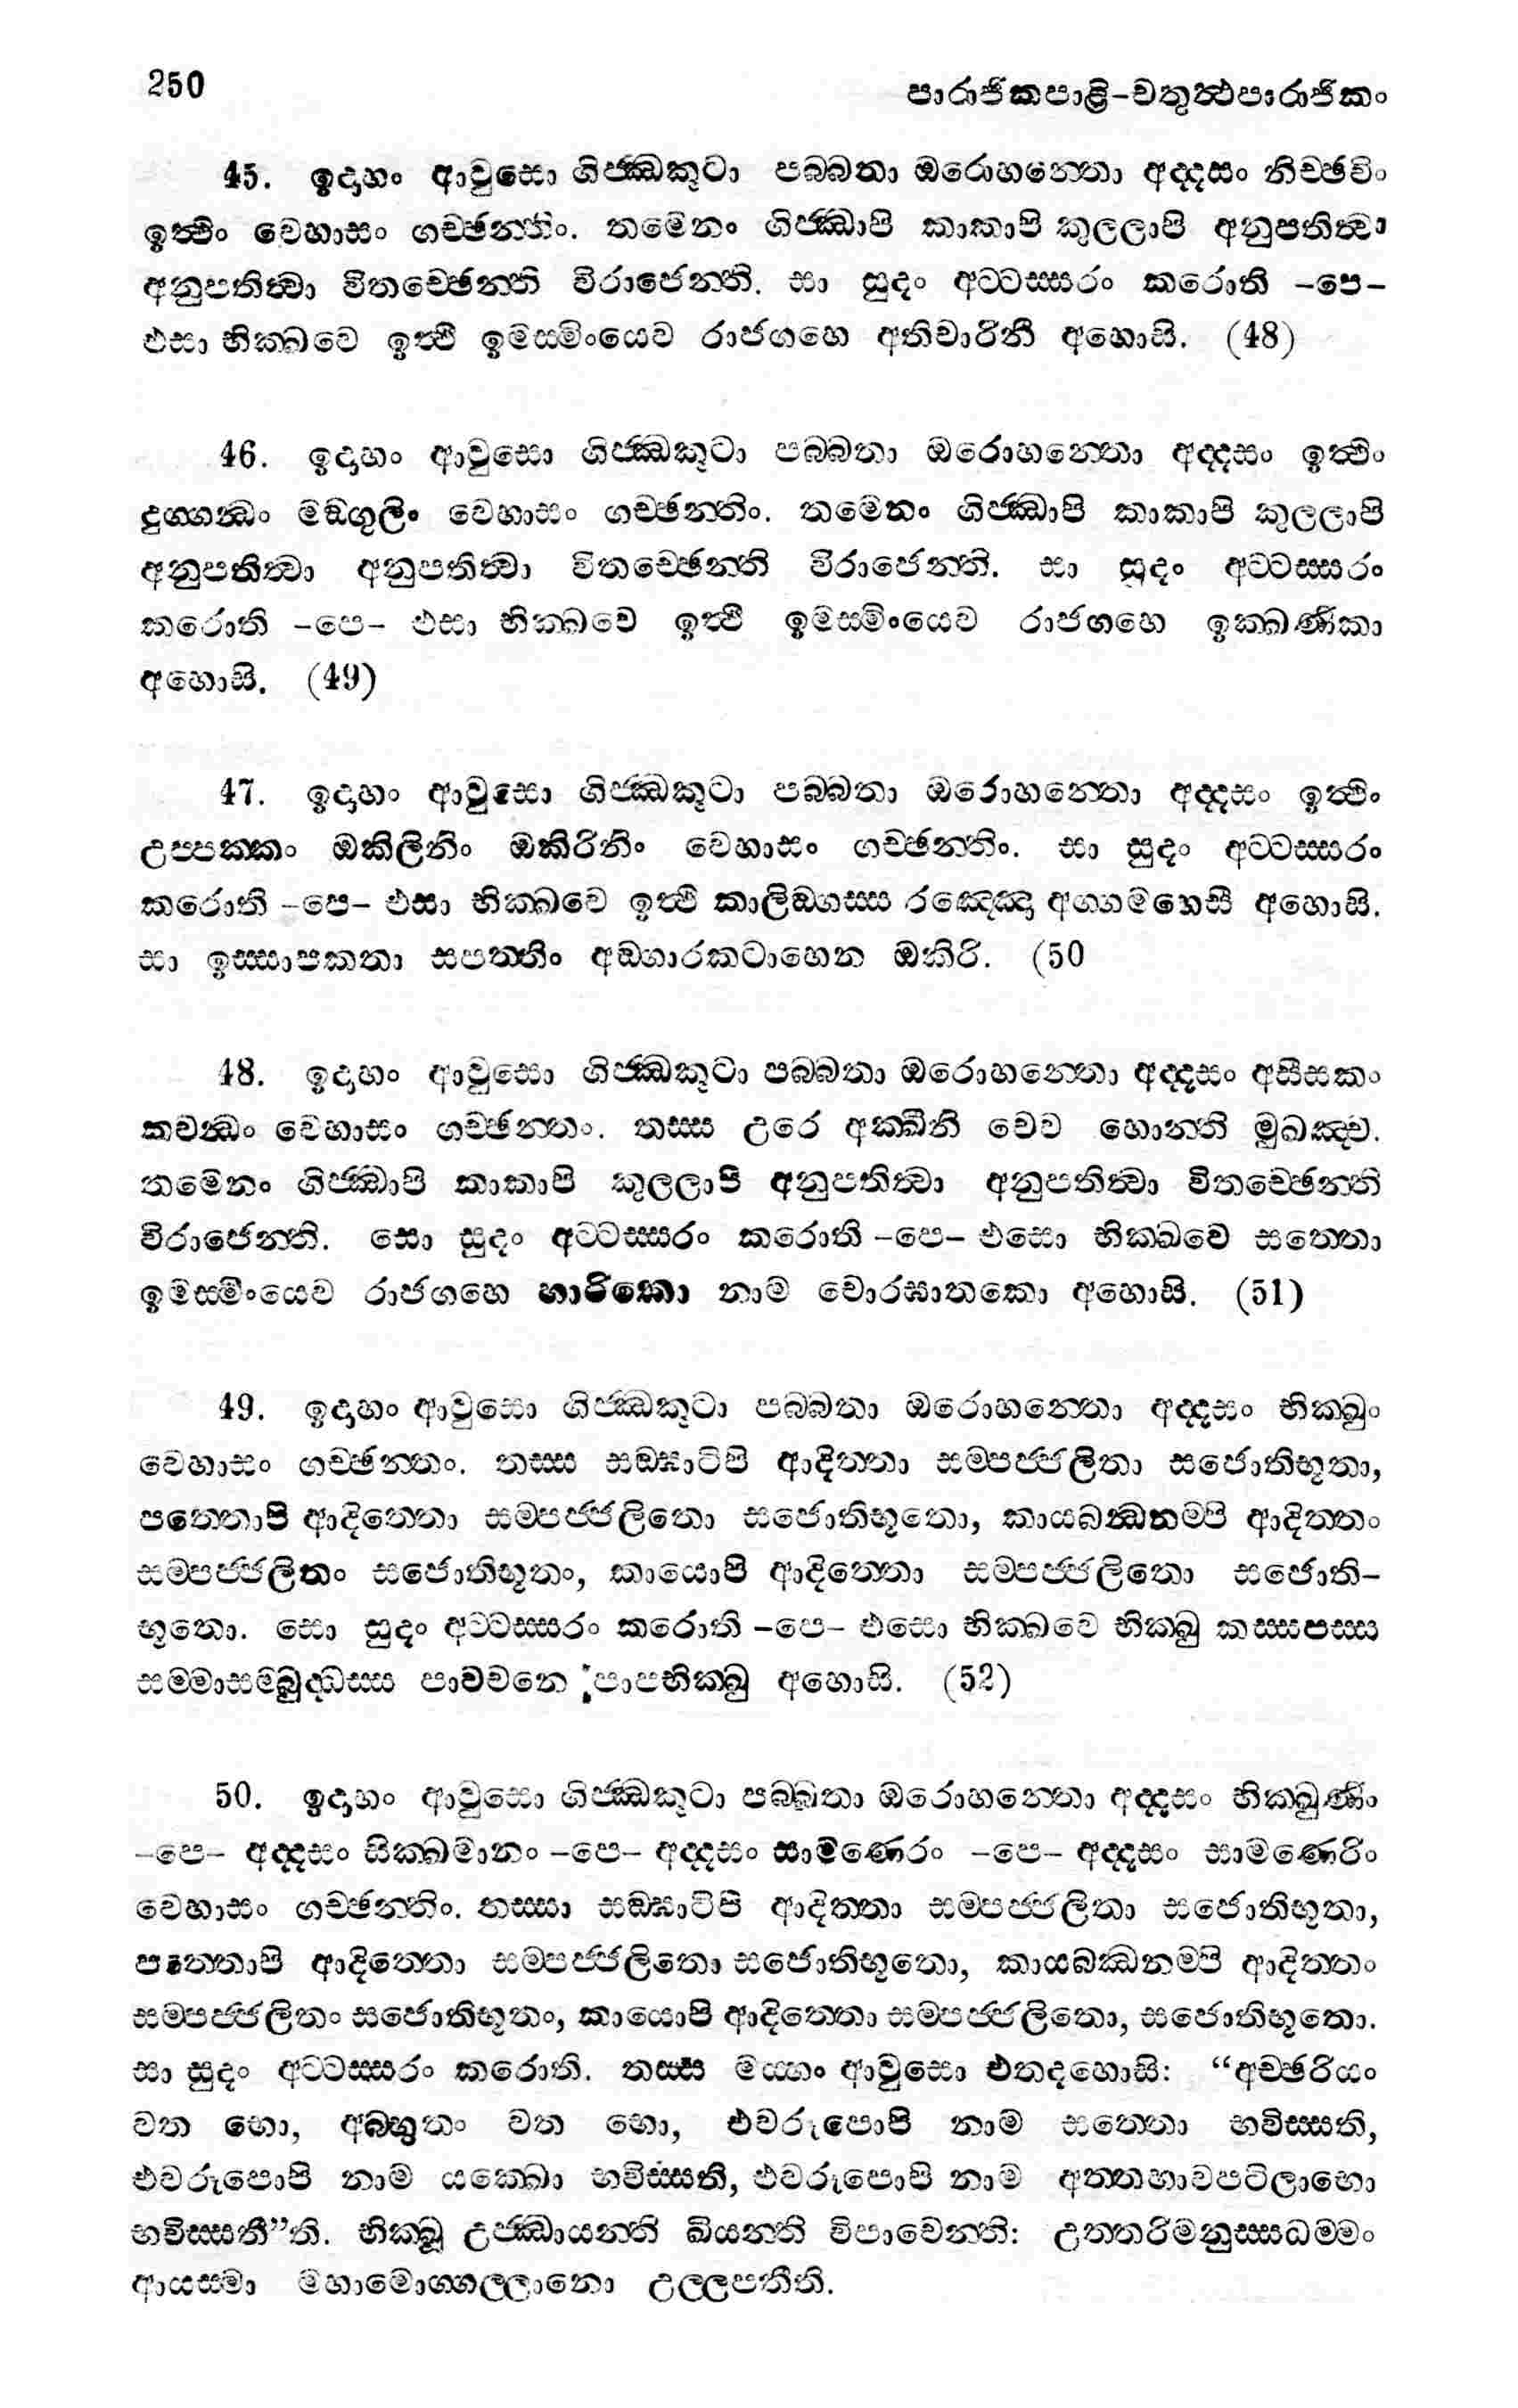 250
පාරාජිකපාළි-චතුත්‍ථපාරාජිකං
45. ඉදාහං ආවුසො ගිජ්ඣකූටා පබ්බතා ඔරොහන්තො අද්දසං නිච්ඡවිං
ඉත්‍ථිං වෙහාසං ගච්ඡන්තිං. තමෙනං ගිජ්ඣාපි කාකාපි කුලලාපි අනුපතිත්‍වා
අනුපතිත්‍වා විතච්ඡෙන්ති විරාජෙන්ති. සා සුදං අට්ටස්සරං කරොති -පෙ-
එසා භික්ඛවෙ ඉත්‍ථී ඉමස්මිංයෙව රාජගහෙ අතිචාරිනී අහොසි. (48)
46. ඉදාහං ආවුසො ගිජ්ඣකූටා පබ්බතා ඔරොහන්තො අද්දසං ඉත්‍ථිං
දුග්ගන්‍ධං මඞ්ගුලිං වෙහාසං ගච්ඡන්තිං. තමෙනං ගිජ්ඣාපි කාකාපි කුලලාපි
අනුපතිත්‍වා අනුපතිත්‍වා විතච්ඡෙන්ති විරාජෙන්ති. සා සුදං අට්ටස්සරං
කරොති -පෙ- එසා භික්ඛවෙ ඉත්‍ථී ඉමස්මිංයෙව රාජගහෙ ඉක්ඛණිකා
අහොසි. (49)
47. ඉදාහං ආවුසො ගිජ්ඣකූටා පබ්බතා ඔරොහන්තො අද්දසං ඉත්‍ථිං
උප්පක්කං ඔකිලිනිං ඔකිරිනිං වෙහාසං ගච්ඡන්තිං. සා සුදං අට්ටස්සරං
කරොති -පෙ- එසා භික්ඛවෙ ඉත්‍ථී කාලිඞ්ගස්ස රඤ්ඤො අග්ගමහෙසී අහොසි.
සා ඉස්සාපකතා සපත්තිං අඞ්ගාරකටාහෙන ඔකිරි. (50
48. ඉදාහං ආවුසො ගිජ්ඣකූටා පබ්බතා ඔරොහන්තො අද්දසං අසීසකං
කවන්‍ධං වෙහාසං ගච්ඡන්තං. තස්ස උරෙ අක්ඛීනි චෙව හොන්ති මුඛඤ්ච.
තමෙනං ගිජ්ඣාපි කාකාපි කුලලාපි අනුපතිත්‍වා අනුපතිත්‍වා විතච්ඡෙන්ති
විරාජෙන්ති. සො සුදං අට්ටස්සරං කරොති -පෙ- එසො භික්ඛවෙ සත්තො
ඉමස්මිංයෙව රාජගහෙ හාරිකො නාම චොරඝාතකො අහොසි. (51)
49. ඉදාහං ආවුසො ගිජ්ඣකූටා පබ්බතා ඔරොහන්තො අද්දසං භික්ඛුං
වෙහාසං ගච්ඡන්තං. තස්ස සඞ්ඝාටිපි ආදිත්තා සම්පජ්ජලිතා සජොතිභූතා,
පත්තොපි ආදිත්තො සම්පජ්ජලිතො සජොතිභූතො, කායබන්‍ධනම්පි ආදිත්තං
සම්පජ්ජලිතං සජොතිභූතං, කායොපි ආදිත්තො සම්පජ්ජලිතො සජොති-
භූතො. සො සුදං අට්ටස්සරං කරොති -පෙ- එසො භික්ඛවෙ භික්ඛු කස්සපස්ස
සම්මාසම්බුද්‍ධස්ස පාවචනෙ පාපභික්ඛු අහොසි. (52)
50. ඉදාහං ආවුසො ගිජ්ඣකූටා පබ්බතා ඔරොහන්තො අද්දසං භික්ඛුණිං
-පෙ- අද්දසං සික්ඛමානං -පෙ- අද්දසං සාමණෙරං -පෙ- අද්දසං සාමණෙරිං
වෙහාසං ගච්ඡන්තිං. තස්සා සඞ්ඝාටිපි ආදිත්තා සම්පජ්ජලිතා සජොතිභූතා,
පත්තොපි ආදිත්තො සම්පජ්ජලිතො සජොතිභූතො, කායබන්‍ධනම්පි ආදිත්තං
සම්පජ්ජලිතං සජොතිභූතං, කායොපි ආදිත්තො සම්පජ්ජලිතො, සජොතිභූතො.
සා සුදං අට්ටස්සරං කරොති. තස්ස මය්හං ආවුසො එතදහොසි: “අච්ඡරියං
වත භො, අබ්භුතං වත භො, එවරූපොපි නාම සත්තො භවිස්සති,
එවරූපොපි නාම යක්ඛො භවිස්සති, එවරූපොපි නාම අත්තභාවපටිලාභො
භවිස්සතී”ති. භික්ඛූ උජ්ඣායන්ති ඛීයන්ති විපාචෙන්ති: උත්තරිමනුස්සධම්මං
ආයස්මා මහාමොග්ගල්ලානො උල්ලපතීති.